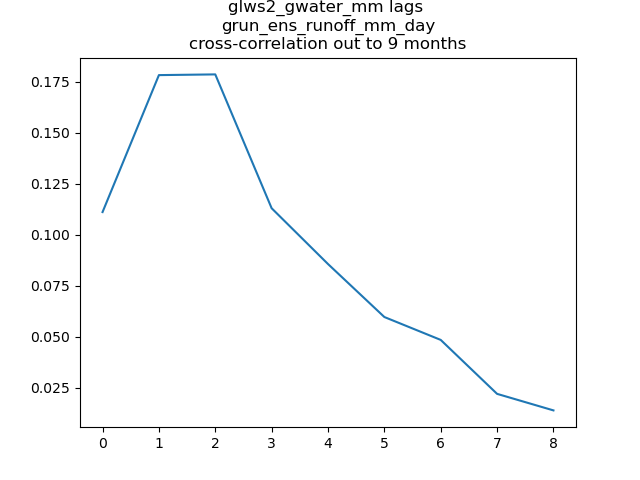 glws2_gwater_mm lags
grun_ens_runoff_mm_day
cross-correlation out to 9 months
0.175
0.150
0.125
0.100
0.075
0.050
0.025
0 1 2 3 4 5 6 7 8